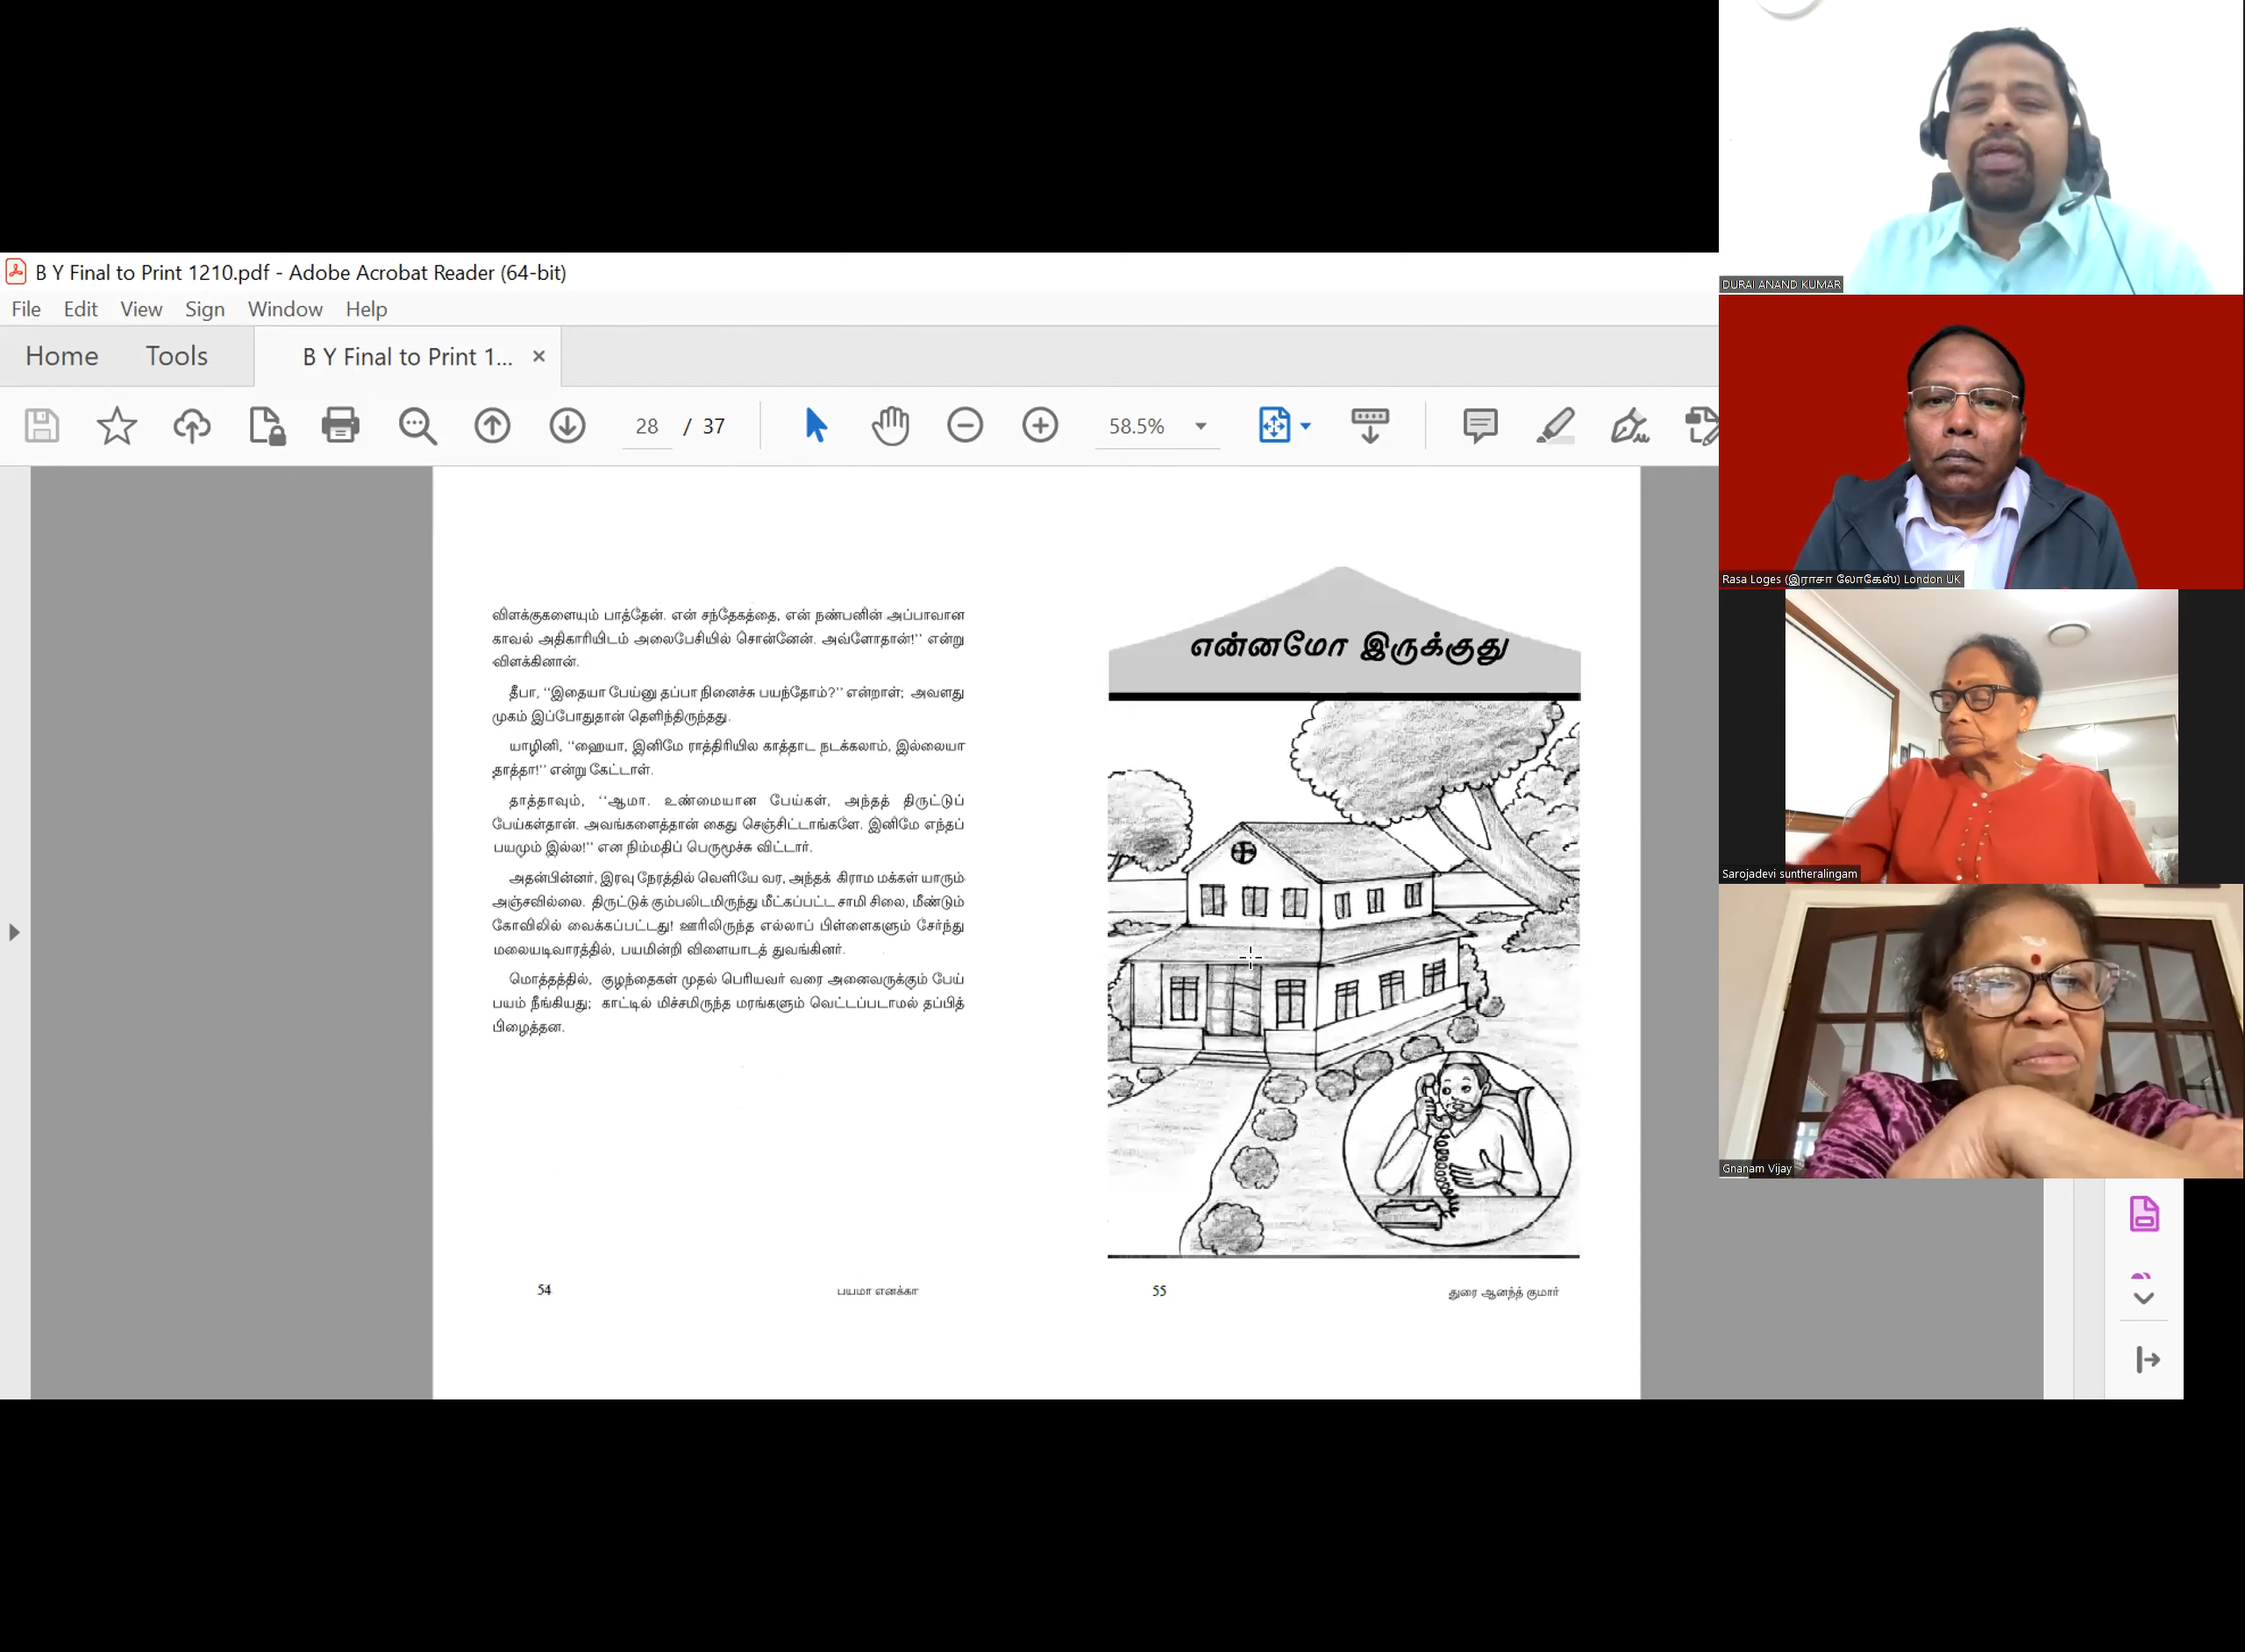 B Y Final to Print 1210.pdf - Adobe Acrobat Reader (64-bit)
File Edit View Sign Window Help
Home Tools B Y Final to Print 1... ×
28 / 37 58.5%
விளக்குகளையும் பாத்தேன். என் சந்தேகத்தை, என் நண்பனின் அப்பாவான
காவல் அதிகாரியிடம் அலைபேசியில் சொன்னேன். அவ்ளோதான்!'' என்று
விளக்கினான்.
தீபா, ''இதையா பேய்னு தப்பா நினைச்சு பயந்தோம்?'' என்றாள்; அவளது
முகம் இப்போதுதான் தெளிந்திருந்தது.
யாழினி, ''ஹையா, இனிமே ராத்திரியில காத்தாட நடக்கலாம், இல்லையா
தாத்தா!'' என்று கேட்டாள்.
தாத்தாவும், ''ஆமா. உண்மையான பேய்கள், அந்தத் திருட்டுப்
பேய்கள்தான். அவங்களைத்தான் கைது செஞ்சிட்டாங்களே. இனிமே எந்தப்
பயமும் இல்ல!'' என நிம்மதிப் பெருமூச்சு விட்டார்.
அதன்பின்னர், இரவு நேரத்தில் வெளியே வர, அந்தக் கிராம மக்கள் யாரும்
அஞ்சவில்லை. திருட்டுக் கும்பலிடமிருந்து மீட்கப்பட்ட சாமி சிலை, மீண்டும்
கோவிலில் வைக்கப்பட்டது! ஊரிலிருந்த எல்லாப் பிள்ளைகளும் சேர்ந்து
மலையடிவாரத்தில், பயமின்றி விளையாடத் துவங்கினர்.
மொத்தத்தில், குழந்தைகள் முதல் பெரியவர் வரை அனைவருக்கும் பேய்
பயம் நீங்கியது; காட்டில் மிச்சமிருந்த மரங்களும் வெட்டப்படாமல் தப்பித்
பிழைத்தன.
54 பயமா எனக்கா
என்னமோ இருக்குது
55 துரை ஆனந்த் குமார்
DURAI ANAND KUMAR
Rasa Loges (இராசா லோகேஸ்) London UK
Sarojadevi suntheralingam
Gnanam Vijay